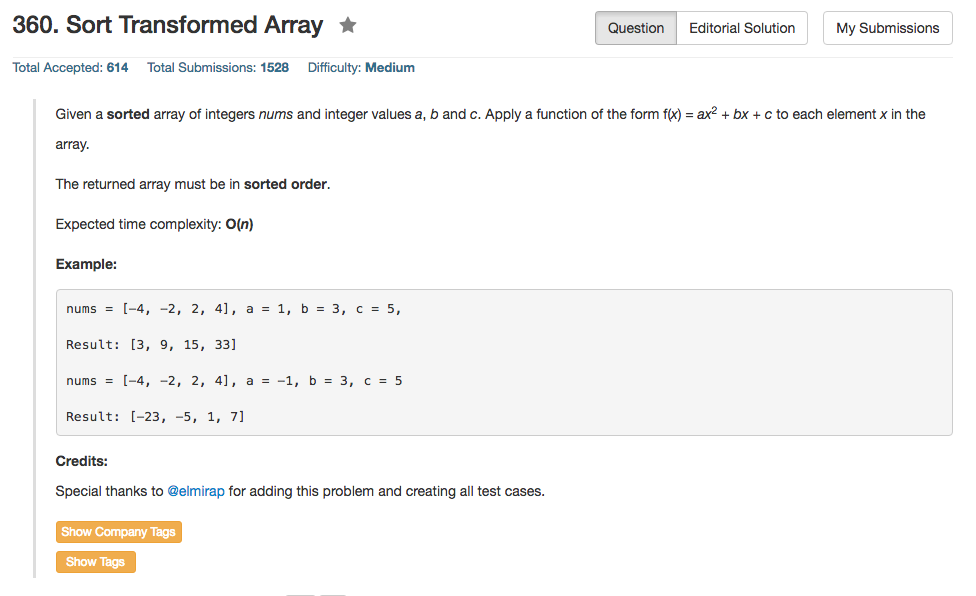 360. Sort Transformed Array
Question
Editorial Solution
My Submissions
Total Accepted: 614 Total Submissions: 1528 Difficulty: Medium
Given a sorted array of integers nums and integer values a, b and c. Apply a function of the form f(x) = ax² + bx + c to each element x in the
array.
The returned array must be in sorted order.
Expected time complexity: O(n)
Example:
nums = [-4, -2, 2, 4], a = 1, b = 3, c = 5,
Result: [3, 9, 15, 33]
nums = [-4, -2, 2, 4], a = -1, b = 3, c = 5
Result: [-23, -5, 1, 7]
Credits:
Special thanks to @elmirap for adding this problem and creating all test cases.
Show Company Tags
Show Tags